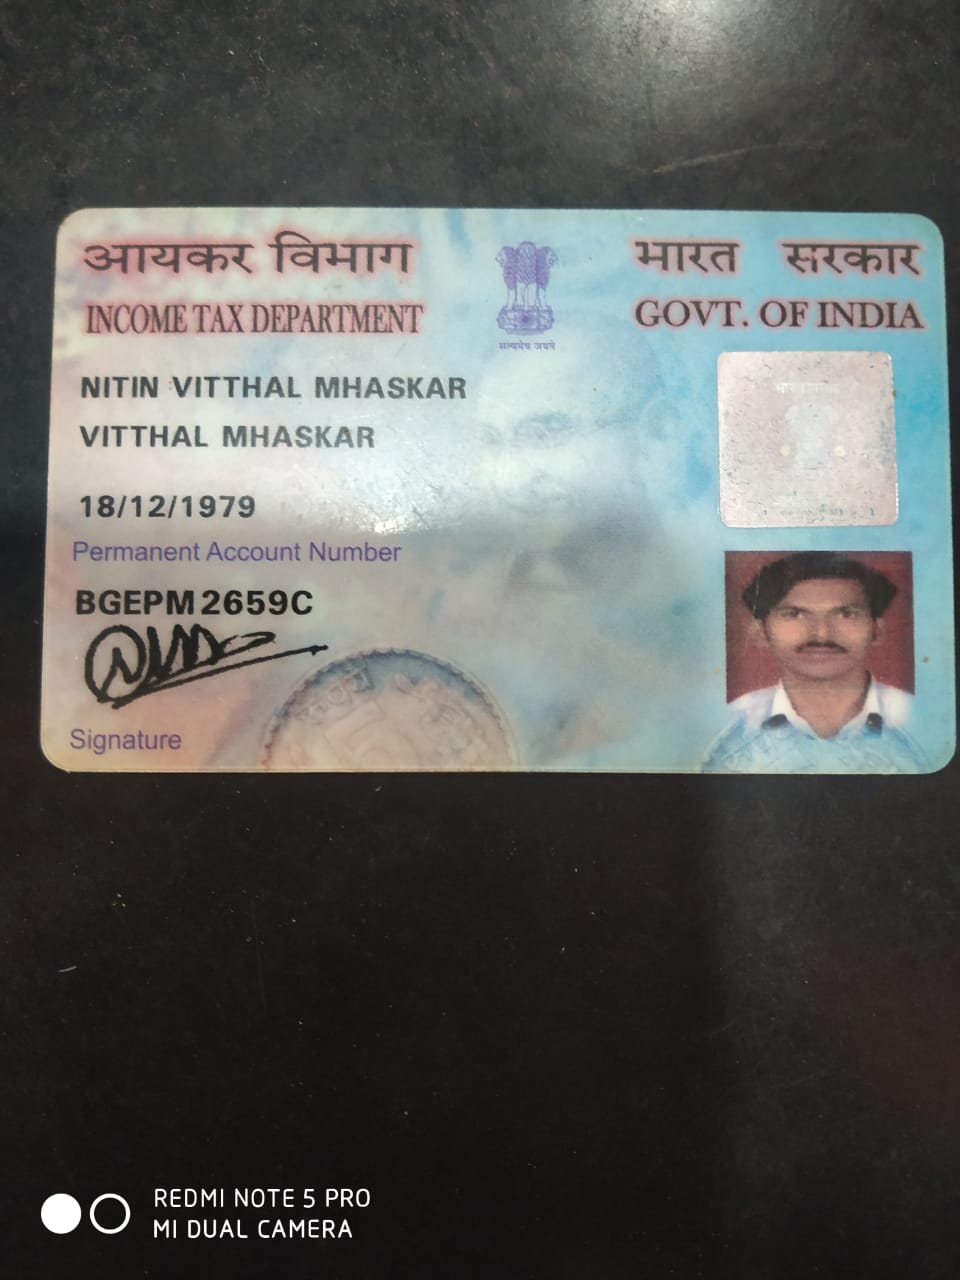 आयकर विभाग
INCOME TAX DEPARTMENT
सत्यमेव जयते
भारत सरकार
GOVT. OF INDIA
NITIN VITTHAL MHASKAR
VITTHAL MHASKAR
18/12/1979
Permanent Account Number
BGEPM2659C
Signature
REDMI NOTE 5 PRO
MI DUAL CAMERA